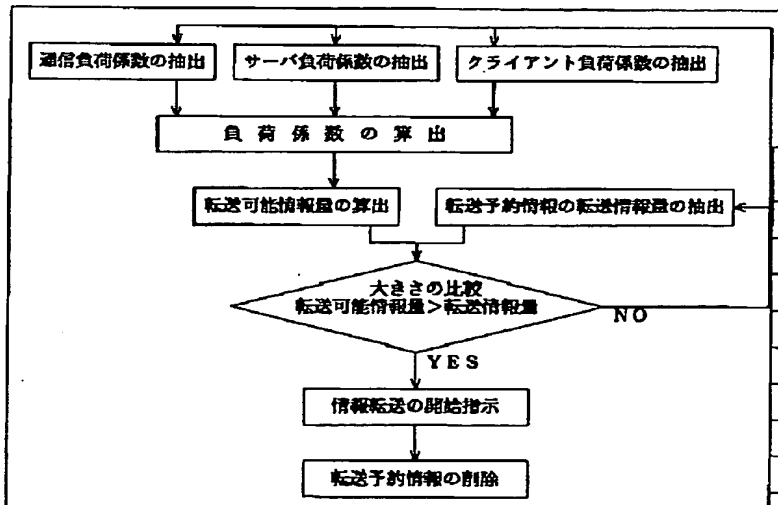 通信負荷係数の抽出
サーバ負荷係数の抽出
クライアント負荷係数の抽出
負荷係数の算出
転送可能情報量の算出
転送予約情報の転送情報量の抽出
大きさの比較
転送可能情報量>転送情報量
NO
YES
情報転送の開始指示
転送予約情報の削除